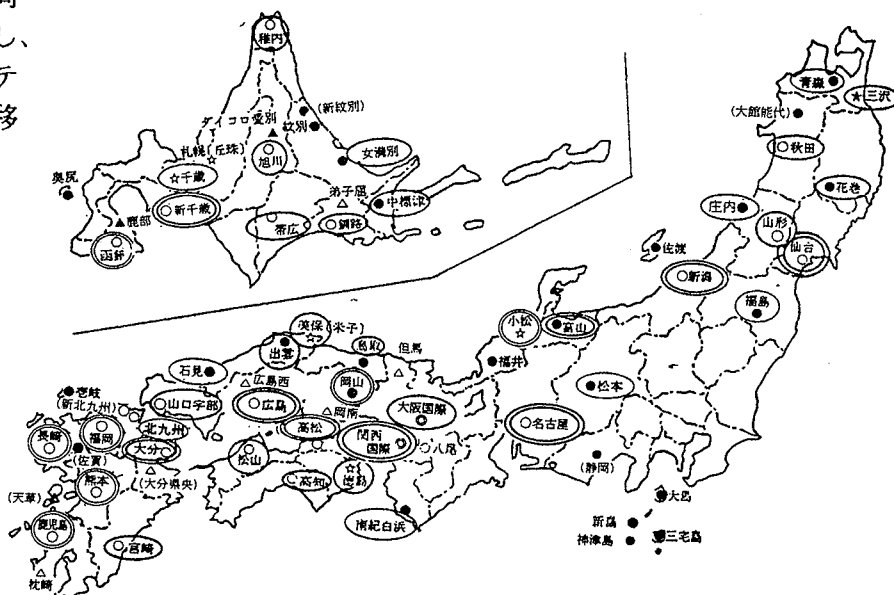 し、
テ
移
稚内
(新紋別)
ダイコロ愛別
紋別
札幌(丘珠)
旭川
女満別
千歳
奥尻
弟子屈
中標津
新千歳
鹿部
帯広
釧路
函館
青森
三沢
(大館能代)
秋田
花巻
庄内
山形
仙台
佐渡
新潟
福島
小松
富山
福井
松本
美保(米子)
出雲
鳥取
但馬
石見
広島西
岡山
壱岐
(新北九州)
山口宇部
広島
岡南
大阪国際
名古屋
長崎
福岡
北九州
高松
関西
国際
八尾
大分
松山
(佐賀)
(静岡)
熊本
(大分県央)
高知
徳島
(天草)
大島
鹿児島
南紀白浜
新島
神津島
三宅島
宮崎
枕崎